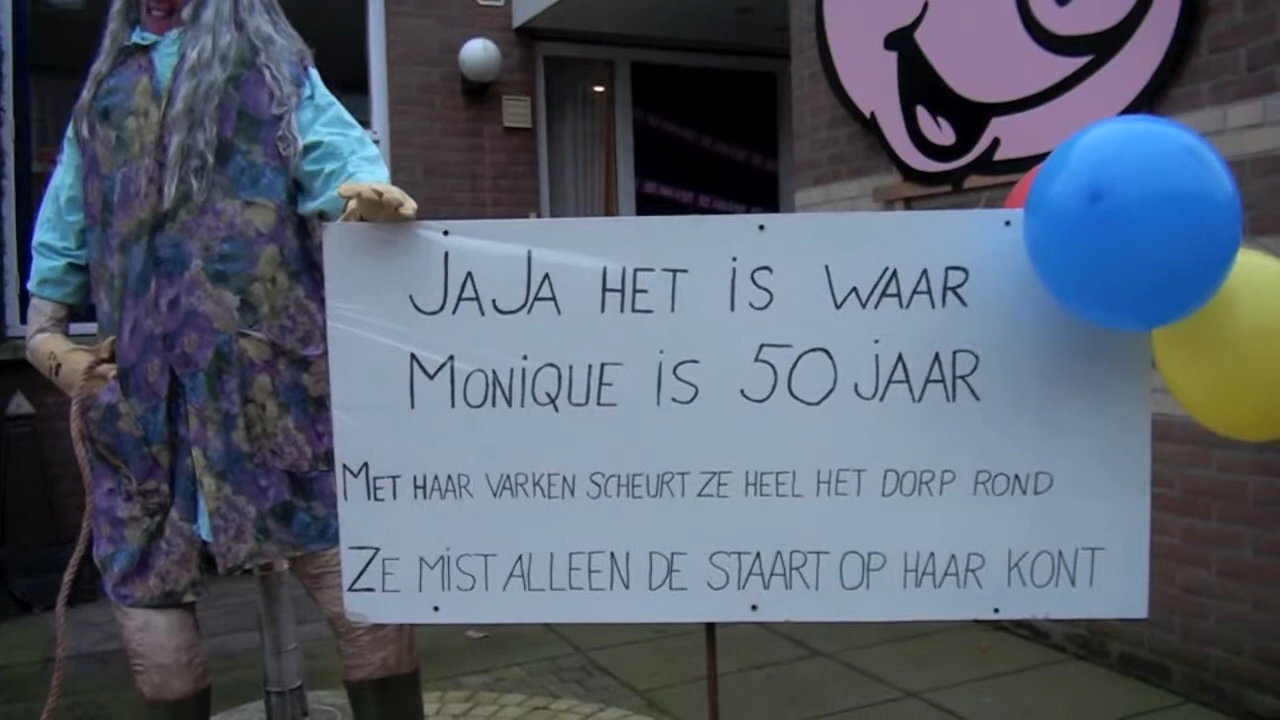 JAJA HET IS WAAR
MONIQUE IS 50 JAAR
MET HAAR VARKEN SCHEURT ZE HEEL HET DORP ROND
ZE MIST ALLEEN DE STAART OP HAAR KONT